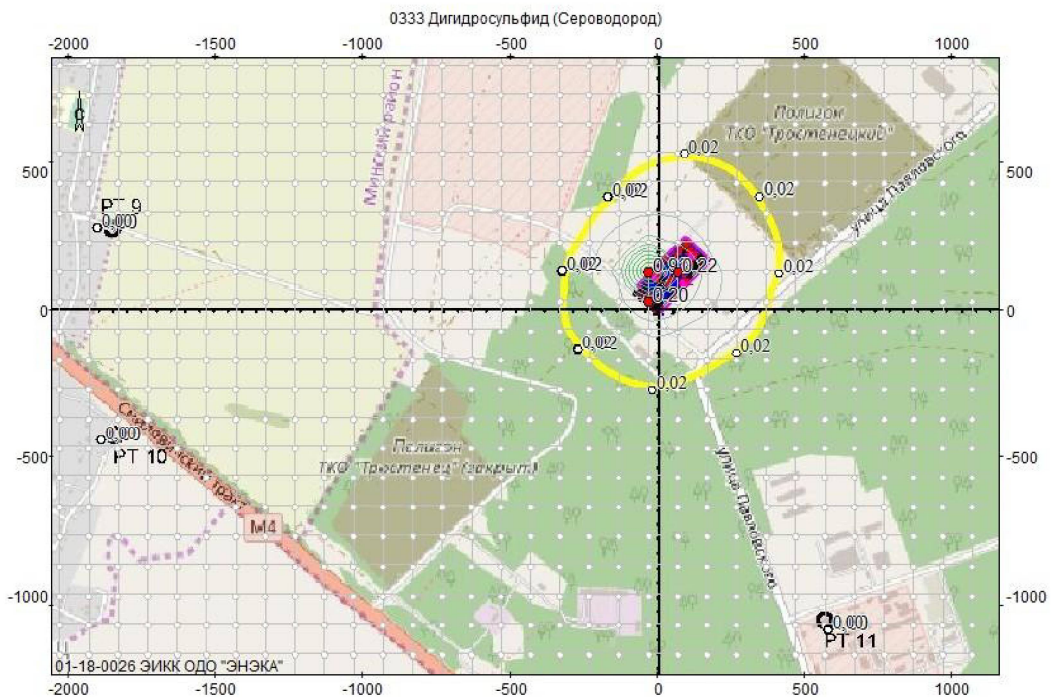 0333 Дигидросульфид (Сероводород)
-2000 -1500 -1000 -500 0 500 1000
Минский район
Полигон
ТКО "Тростенецкий"
улица Павловского
0,02
0,02
0,02
0,02
0,02
0,02
0,02
0,02
500 500
РТ 9
0,00
0,22
0,20
0 0
0,00
РТ 10
-500 -500
Полигон
ТКО "Тростенец" (закрыт)
M4
улица Павловского
-1000 -1000
0,00
РТ 11
01-18-0026 ЭИКК ОДО "ЭНЭКА"
-2000 -1500 -1000 -500 0 500 1000